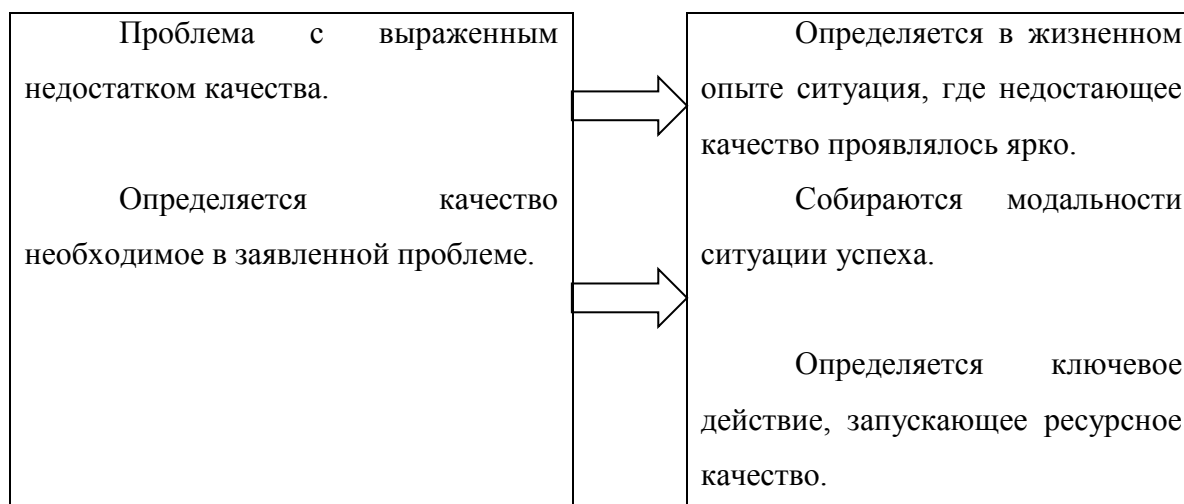 Проблема с выраженным
недостатком качества.
Определяется качество
необходимое в заявленной проблеме.
Определяется в жизненном
опыте ситуация, где недостающее
качество проявлялось ярко.
Собираются модальности
ситуации успеха.
Определяется ключевое
действие, запускающее ресурсное
качество.